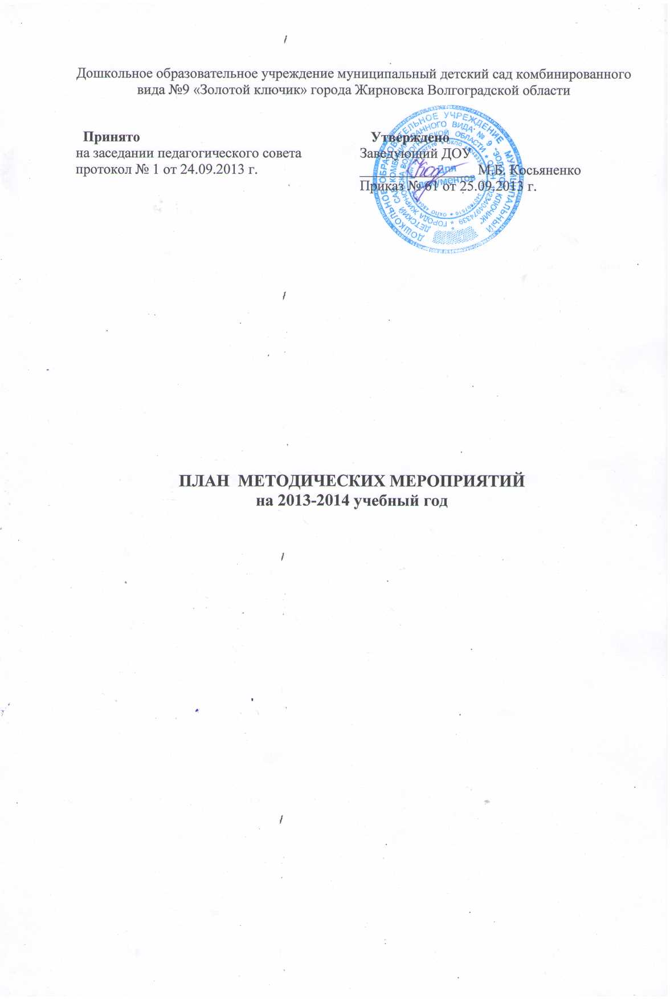 Дошкольное образовательное учреждение муниципальный детский сад комбинированного
вида №9 «Золотой ключик» города Жирновска Волгоградской области
Принято
на заседании педагогического совета
протокол № 1 от 24.09.2013 г.
Утверждено
Заведующий ДОУ
________________ М.Б. Косьяненко
Приказ № 61 от 25.09.2013 г.
ДОШКОЛЬНОЕ ОБРАЗОВАТЕЛЬНОЕ УЧРЕЖДЕНИЕ МУНИЦИПАЛЬНЫЙ
ДЕТСКИЙ САД КОМБИНИРОВАННОГО ВИДА № 9 "ЗОЛОТОЙ КЛЮЧИК"
ГОРОДА ЖИРНОВСКА ВОЛГОГРАДСКОЙ ОБЛАСТИ
Для
документов
ПЛАН МЕТОДИЧЕСКИХ МЕРОПРИЯТИЙ
на 2013-2014 учебный год